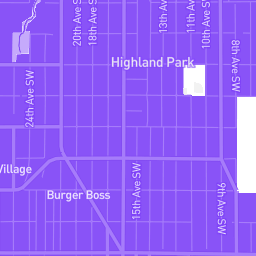 20th Ave S
18th Ave SW
13th Ave
11th Ave
10th Ave SW
8th Ave SW
Highland Park
24th Ave SW
Village
Burger Boss
15th Ave SW
9th Ave SW